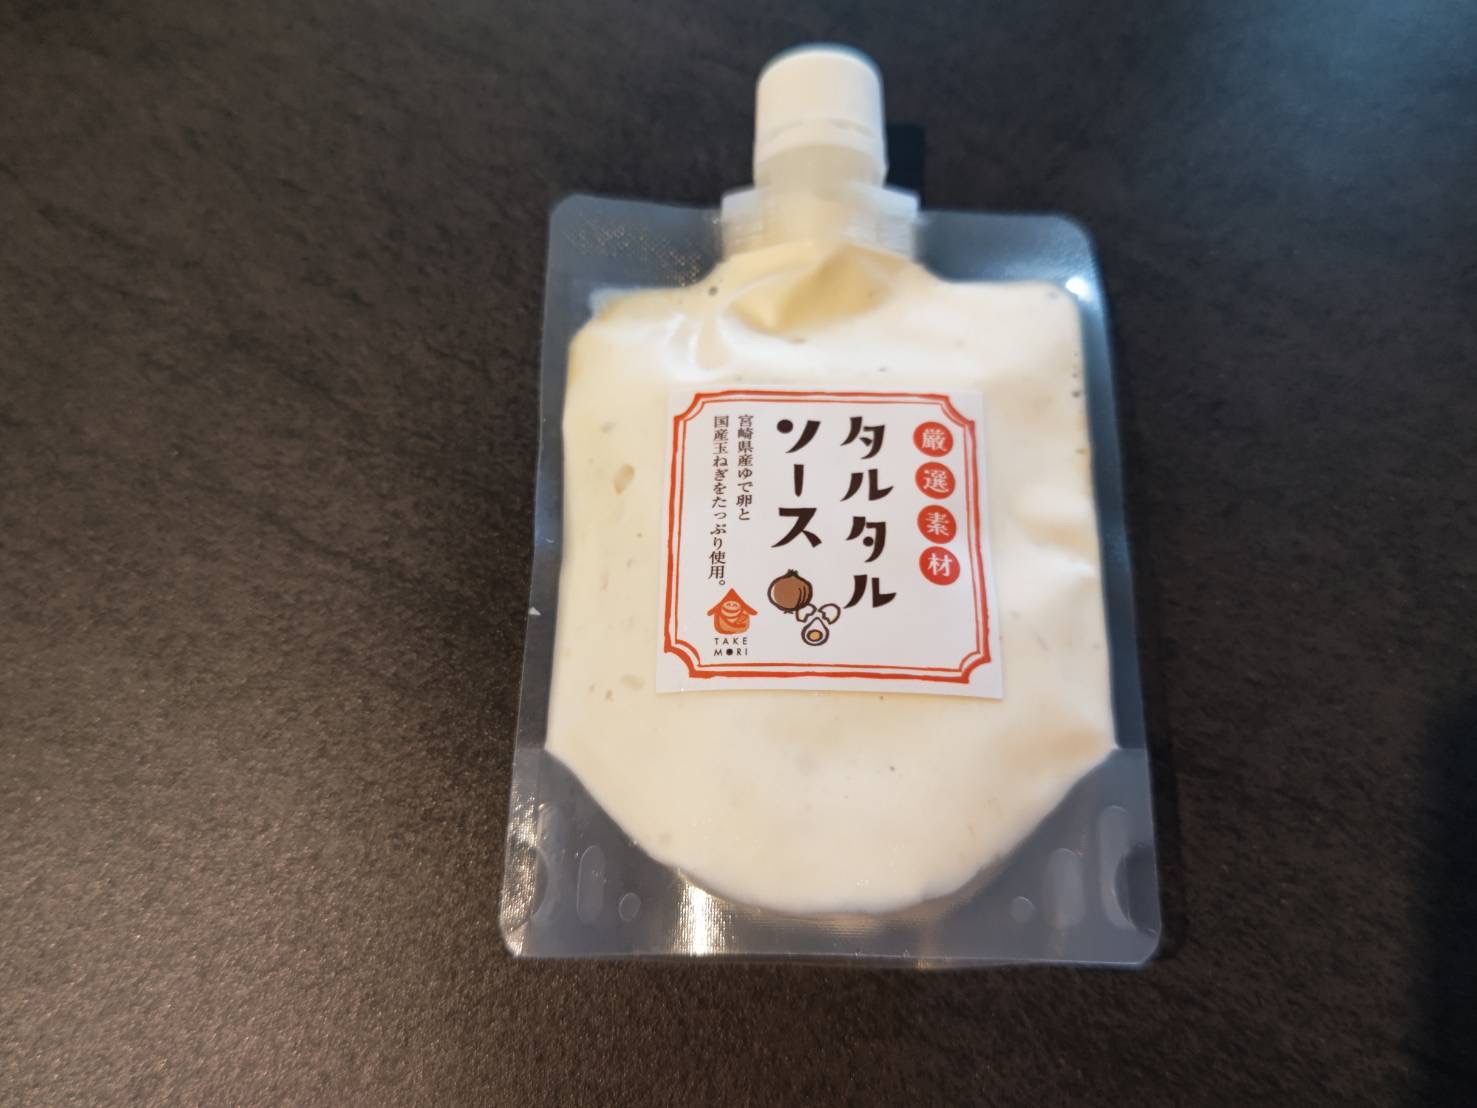 厳選素材
タルタル
ソース
宮崎県産ゆで卵と
国産玉ねぎをたっぷり使用。
TAKE
MORI